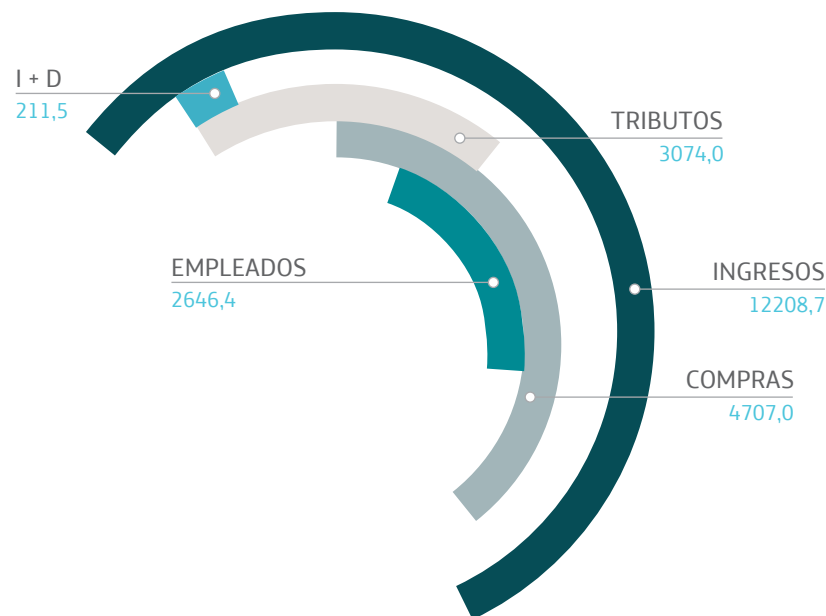 I + D
211,5
TRIBUTOS
3074,0
EMPLEADOS
2646,4
INGRESOS
12208,7
COMPRAS
4707,0